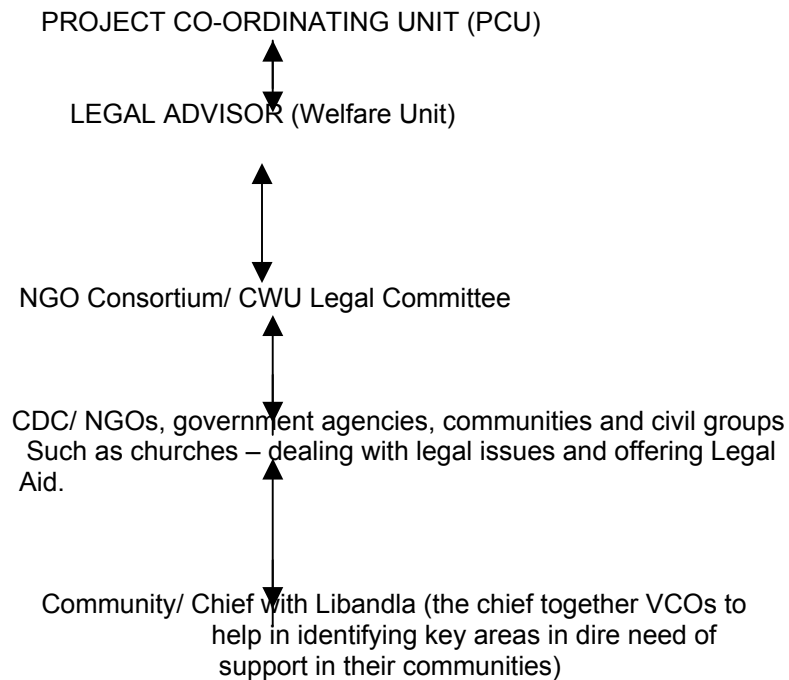 PROJECT CO-ORDINATING UNIT (PCU)
LEGAL ADVISOR (Welfare Unit)
NGO Consortium/ CWU Legal Committee
CDC/ NGOs, government agencies, communities and civil groups
Such as churches – dealing with legal issues and offering Legal
Aid.
Community/ Chief with Libandla (the chief together VCOs to
help in identifying key areas in dire need of
support in their communities)